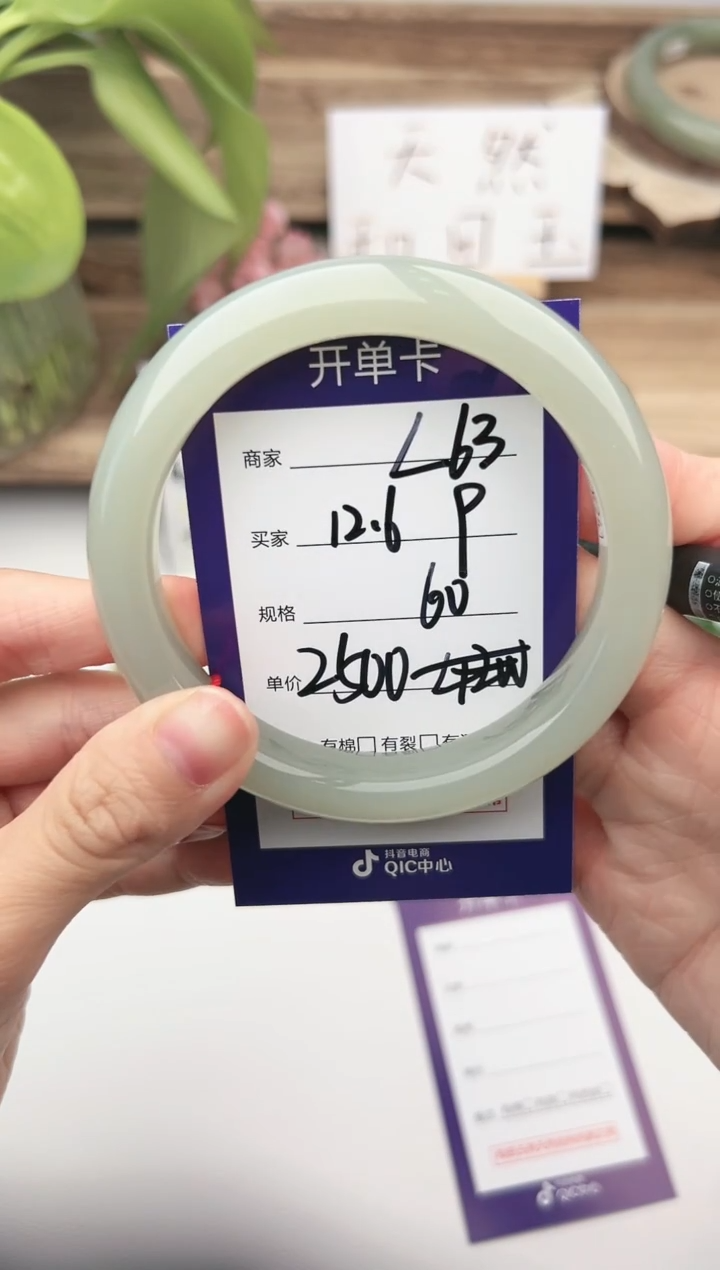 天然
和田玉
开单卡
商家 L63
买家 12.6 P
规格 60
单价 2500
有棉□ 有裂□ 有
抖音电商
QIC中心